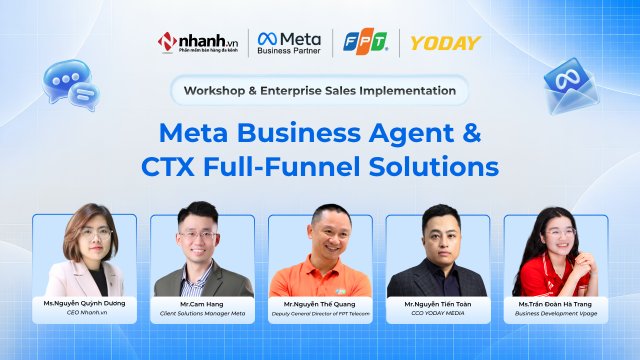 nhanh.vn
Phần mềm bán hàng đa kênh
Meta
Business Partner
FPT
YODAY
Workshop & Enterprise Sales Implementation
Meta Business Agent &
CTX Full-Funnel Solutions
Ms.Nguyễn Quỳnh Dương
CEO Nhanh.vn
Mr.Cam Hang
Client Solutions Manager Meta
Mr.Nguyễn Thế Quang
Deputy General Director of FPT Telecom
Mr.Nguyễn Tiến Toàn
CCO YODAY MEDIA
Ms.Trần Đoàn Hà Trang
Business Development Vpage